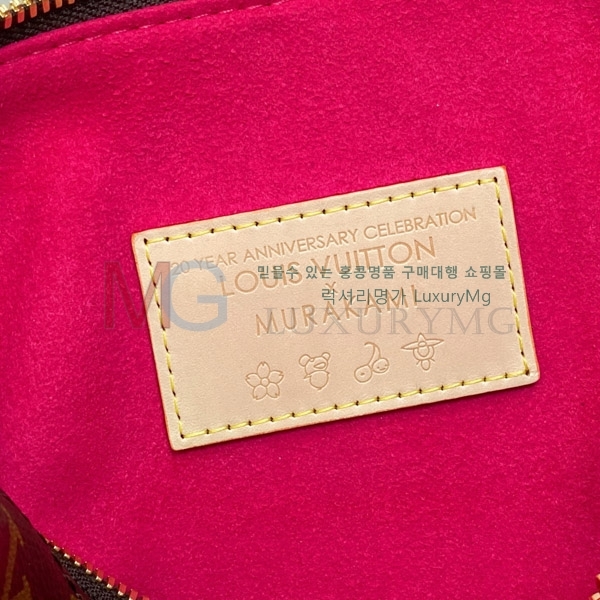 20 YEAR ANNIVERSARY CELEBRATION
LOUIS VUITTON
X
MURAKAMI
믿을수 있는 홍콩명품 구매대행 쇼핑몰
럭셔리명가 LuxuryMg
MG LUXURYMG